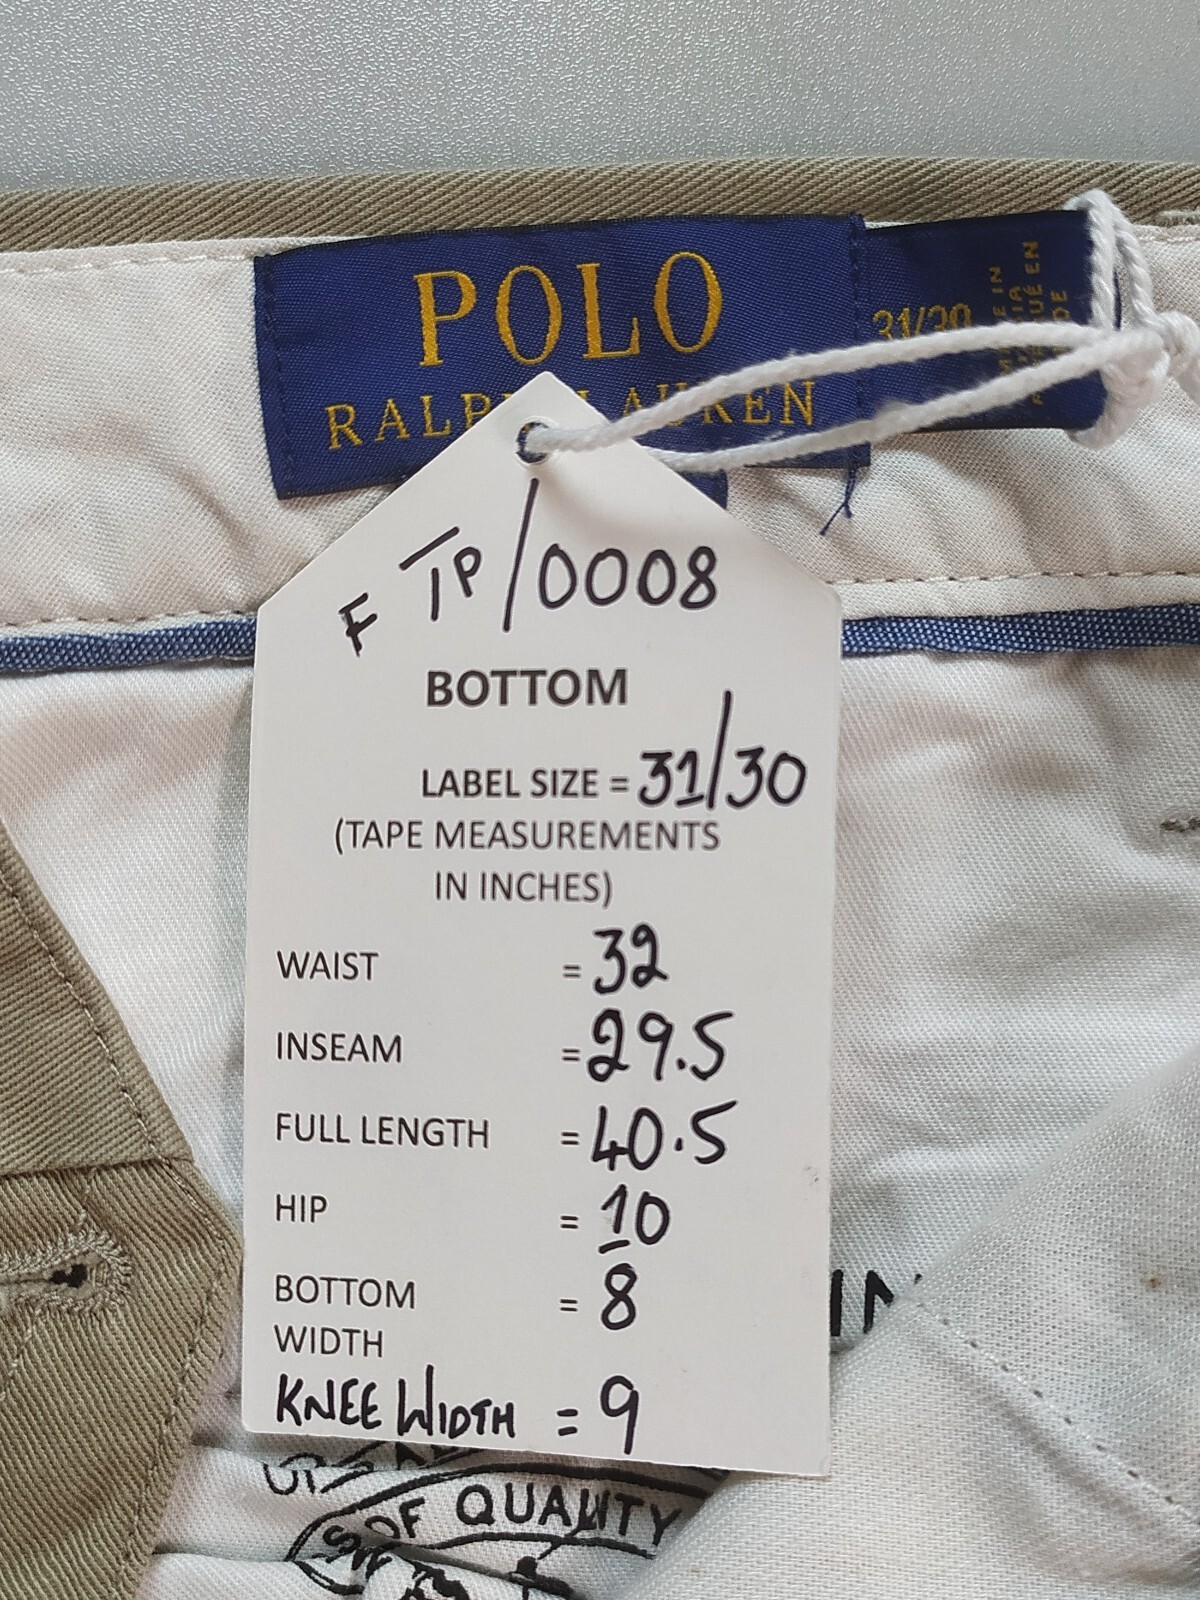 POLO
RALPH LAUREN
31/30
F TP/0008
BOTTOM
LABEL SIZE = 31/30
(TAPE MEASUREMENTS
IN INCHES)
WAIST = 32
INSEAM = 29.5
FULL LENGTH = 40.5
HIP = 10
BOTTOM = 8
WIDTH
KNEE WIDTH = 9
OF QUALITY